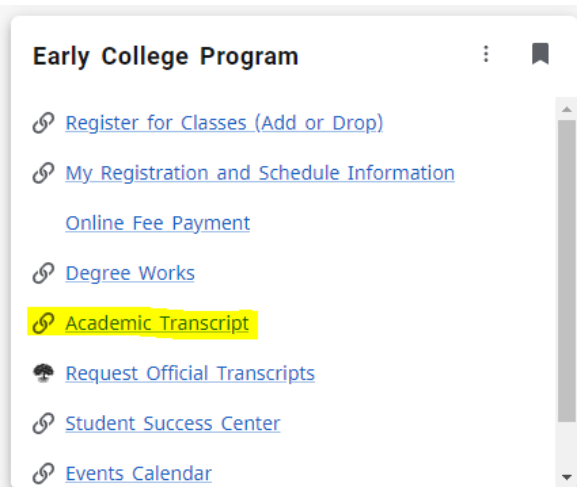 Early College Program
Register for Classes (Add or Drop)
My Registration and Schedule Information
Online Fee Payment
Degree Works
Academic Transcript
Request Official Transcripts
Student Success Center
Events Calendar